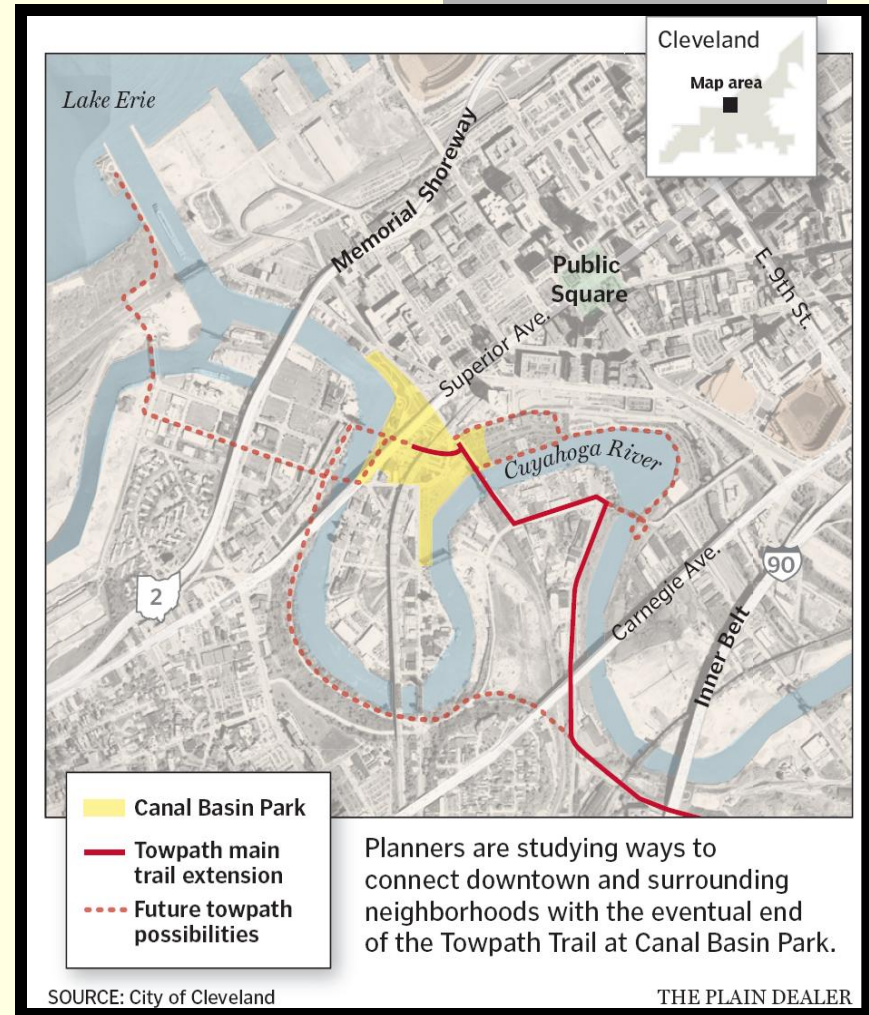 Cleveland
Map area
Lake Erie
Memorial Shoreway
Public
Square
E. 9th St.
Superior Ave.
Cuyahoga River
90
2
Carnegie Ave.
Inner Belt
Canal Basin Park
Towpath main
trail extension
Future towpath
possibilities
Planners are studying ways to
connect downtown and surrounding
neighborhoods with the eventual end
of the Towpath Trail at Canal Basin Park.
SOURCE: City of Cleveland
THE PLAIN DEALER